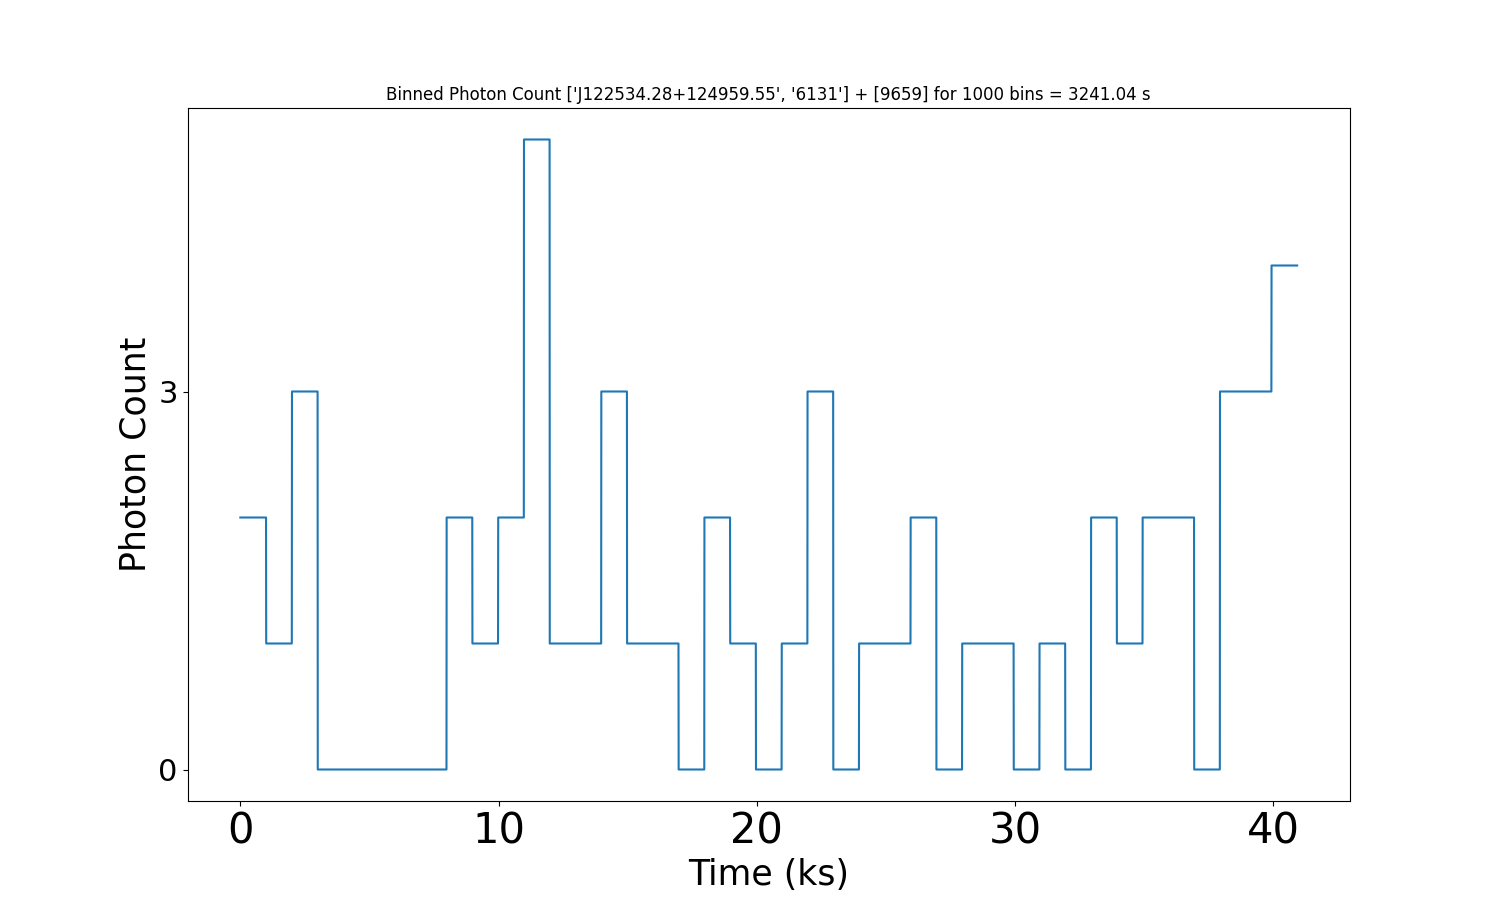 Binned Photon Count ['J122534.28+124959.55', '6131'] + [9659] for 1000 bins = 3241.04 s
Photon Count
3
0
0 10 20 30 40
Time (ks)